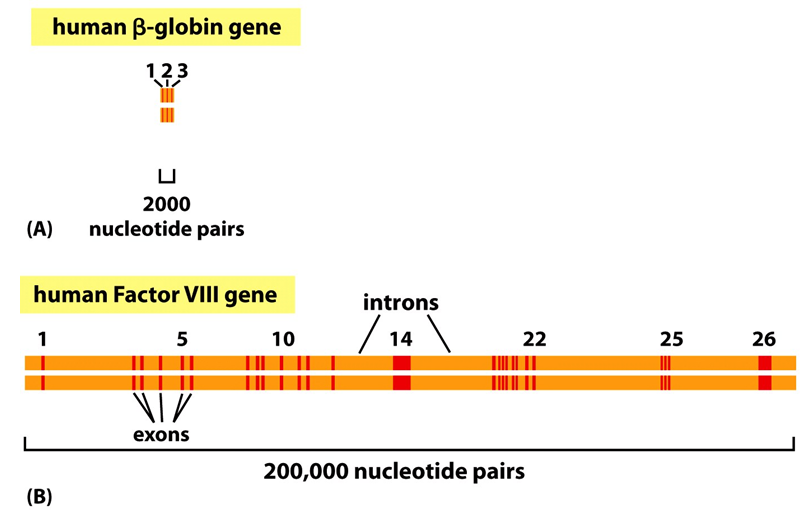 human β-globin gene
1 2 3
2000
nucleotide pairs
(A)
human Factor VIII gene
introns
1 5 10 14 22 25 26
exons
200,000 nucleotide pairs
(B)